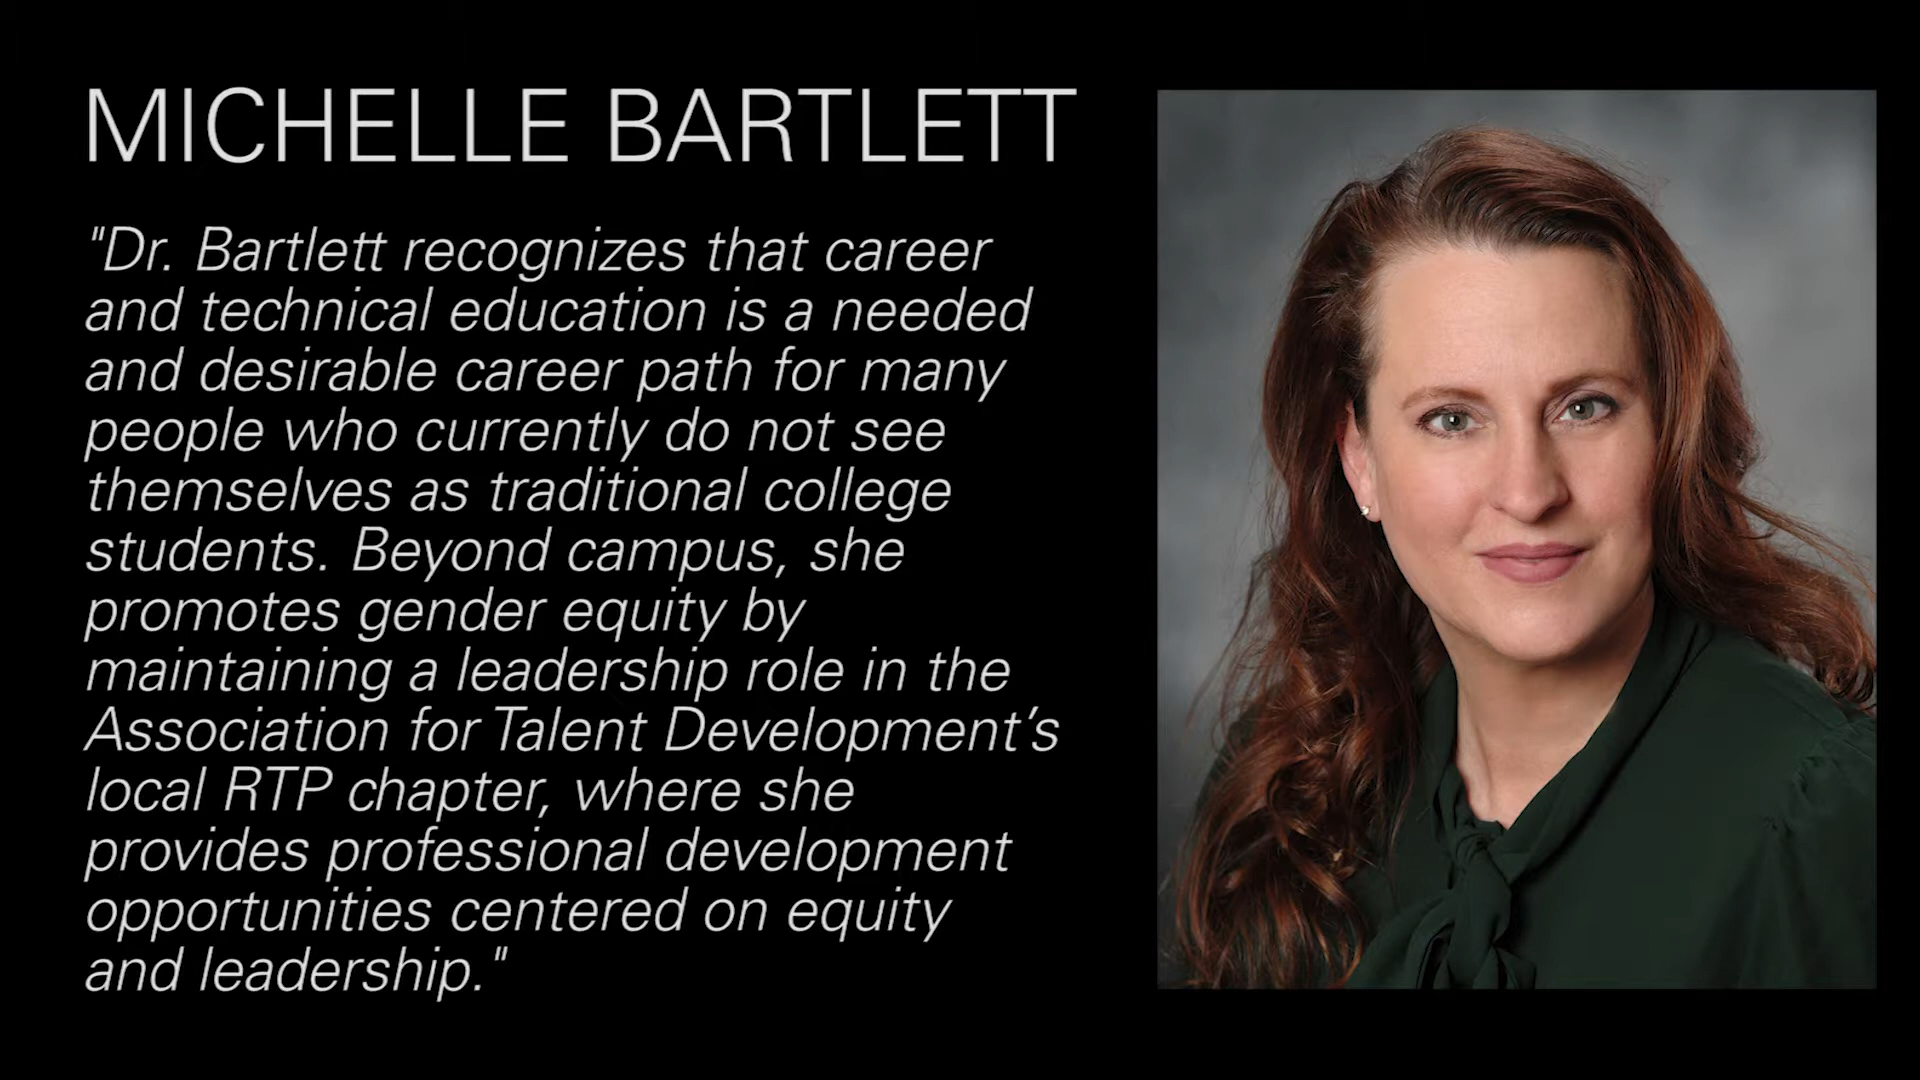 MICHELLE BARTLETT
"Dr. Bartlett recognizes that career
and technical education is a needed
and desirable career path for many
people who currently do not see
themselves as traditional college
students. Beyond campus, she
promotes gender equity by
maintaining a leadership role in the
Association for Talent Development’s
local RTP chapter, where she
provides professional development
opportunities centered on equity
and leadership."